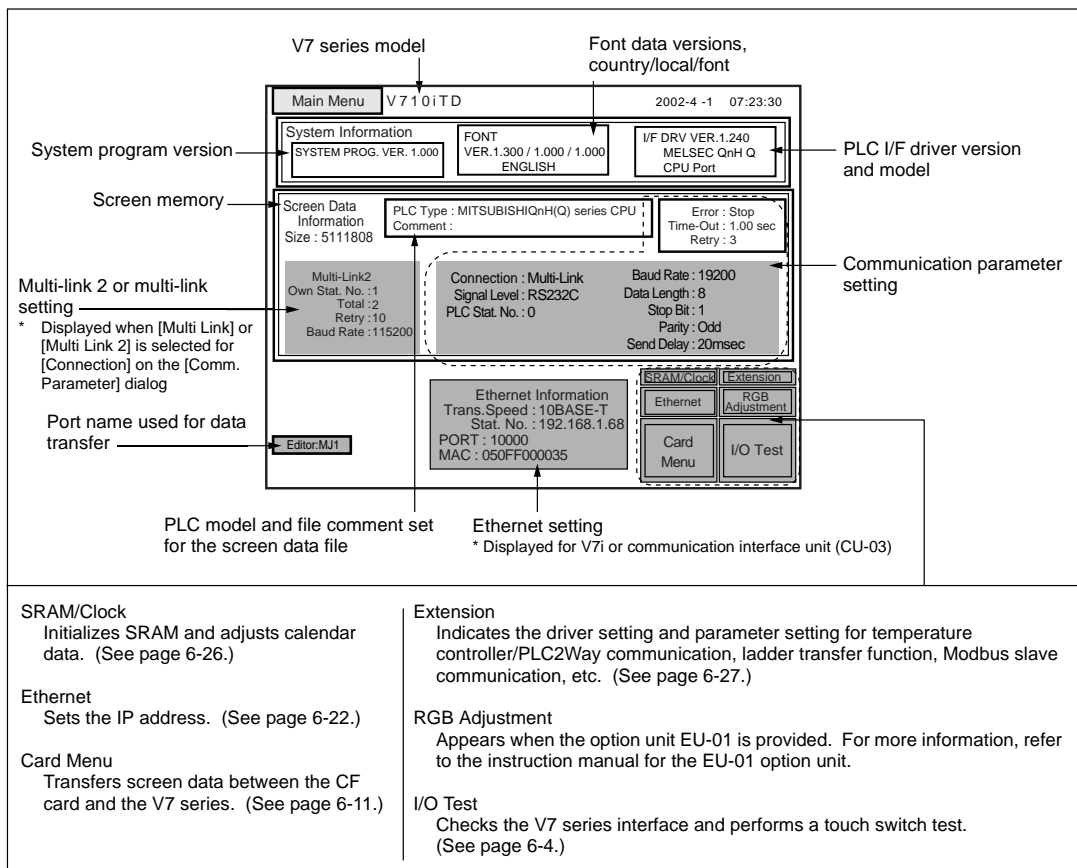 V7 series model
Font data versions,
country/local/font
Main Menu
V710iTD
2002-4 -1 07:23:30
System program version
System Information
SYSTEM PROG. VER. 1.000
FONT
VER.1.300 / 1.000 / 1.000
ENGLISH
I/F DRV VER.1.240
MELSEC QnH Q
CPU Port
PLC I/F driver version
and model
Screen memory
Screen Data
Information
Size : 5111808
PLC Type : MITSUBISHIQnH(Q) series CPU
Comment :
Error : Stop
Time-Out : 1.00 sec
Retry : 3
Multi-link 2 or multi-link
setting
* Displayed when [Multi Link] or
[Multi Link 2] is selected for
[Connection] on the [Comm.
Parameter] dialog
Multi-Link2
Own Stat. No. :1
Total :2
Retry :10
Baud Rate :115200
Connection : Multi-Link
Signal Level : RS232C
PLC Stat. No. : 0
Baud Rate : 19200
Data Length : 8
Stop Bit : 1
Parity : Odd
Send Delay : 20msec
Communication parameter
setting
Port name used for data
transfer
Editor:MJ1
Ethernet Information
Trans.Speed : 10BASE-T
Stat. No. : 192.168.1.68
PORT : 10000
MAC : 050FF000035
SRAM/Clock
Extension
Ethernet
RGB
Adjustment
Card
Menu
I/O Test
PLC model and file comment set
for the screen data file
Ethernet setting
* Displayed for V7i or communication interface unit (CU-03)
SRAM/Clock
Initializes SRAM and adjusts calendar
data. (See page 6-26.)
Ethernet
Sets the IP address. (See page 6-22.)
Card Menu
Transfers screen data between the CF
card and the V7 series. (See page 6-11.)
Extension
Indicates the driver setting and parameter setting for temperature
controller/PLC2Way communication, ladder transfer function, Modbus slave
communication, etc. (See page 6-27.)
RGB Adjustment
Appears when the option unit EU-01 is provided. For more information, refer
to the instruction manual for the EU-01 option unit.
I/O Test
Checks the V7 series interface and performs a touch switch test.
(See page 6-4.)